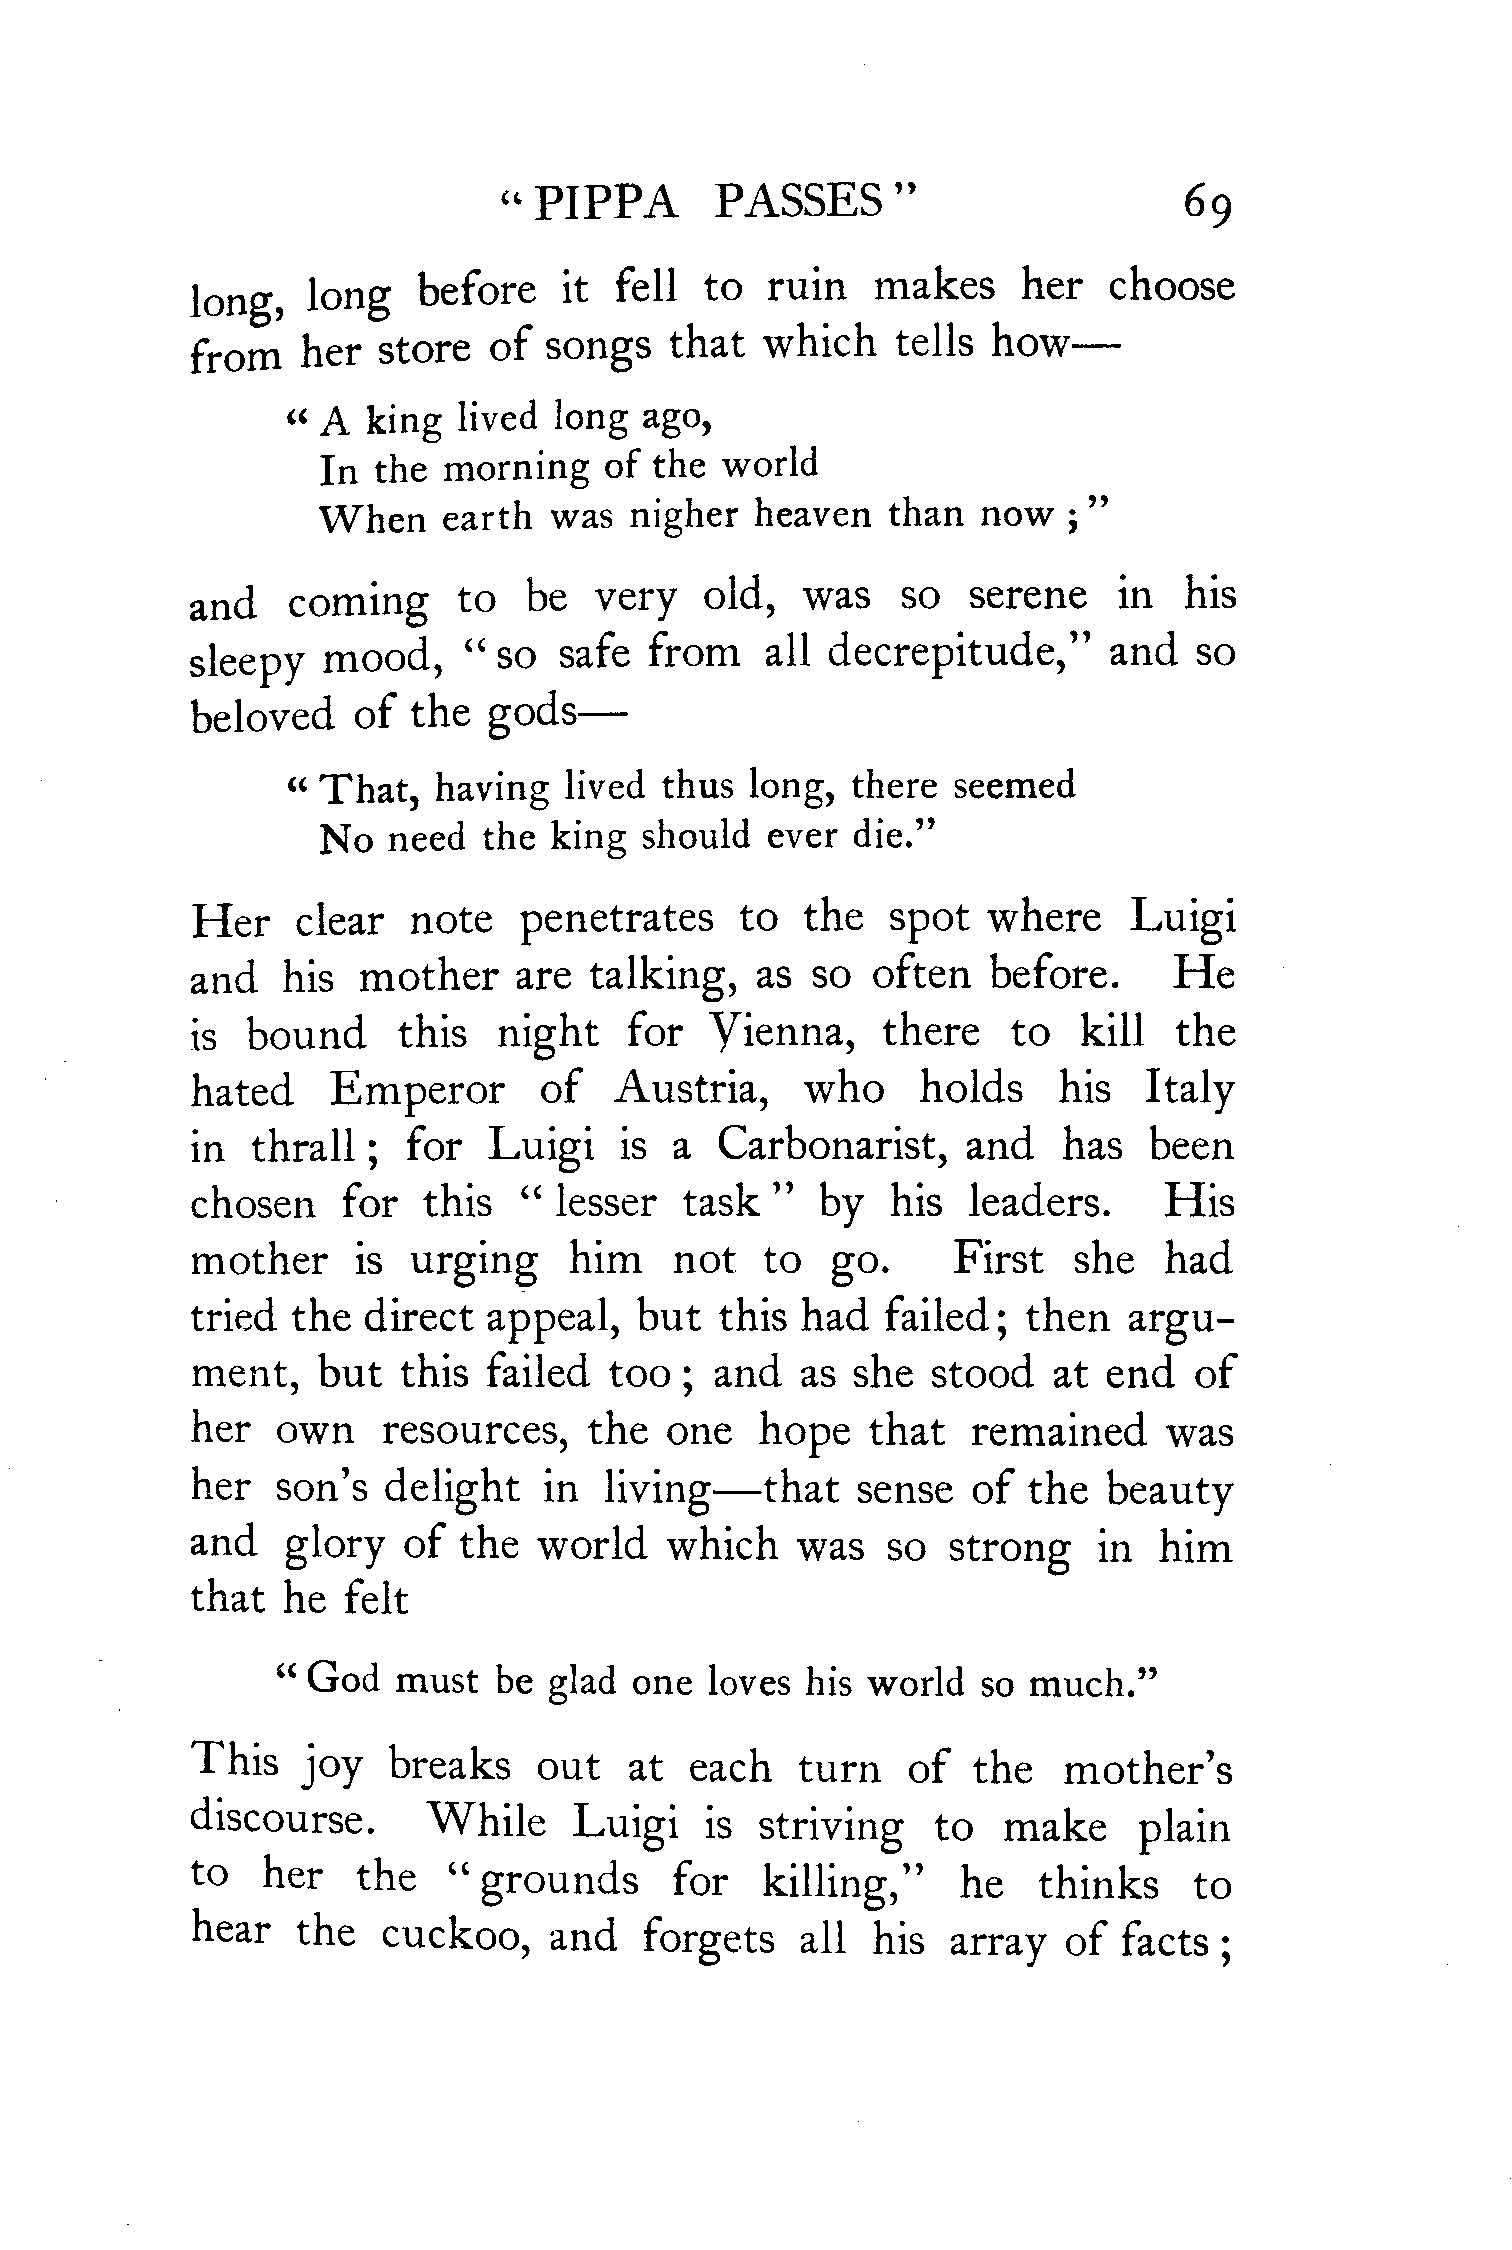 “ PIPPA PASSES ” 69
long, long before it fell to ruin makes her choose
from her store of songs that which tells how—
“ A king lived long ago,
In the morning of the world
When earth was nigher heaven than now ; ”
and coming to be very old, was so serene in his
sleepy mood, “ so safe from all decrepitude,” and so
beloved of the gods—
“ That, having lived thus long, there seemed
No need the king should ever die.”
Her clear note penetrates to the spot where Luigi
and his mother are talking, as so often before. He
is bound this night for Vienna, there to kill the
hated Emperor of Austria, who holds his Italy
in thrall ; for Luigi is a Carbonarist, and has been
chosen for this “ lesser task ” by his leaders. His
mother is urging him not to go. First she had
tried the direct appeal, but this had failed ; then argu-
ment, but this failed too ; and as she stood at end of
her own resources, the one hope that remained was
her son’s delight in living—that sense of the beauty
and glory of the world which was so strong in him
that he felt
“ God must be glad one loves his world so much.”
This joy breaks out at each turn of the mother’s
discourse. While Luigi is striving to make plain
to her the “ grounds for killing,” he thinks to
hear the cuckoo, and forgets all his array of facts ;